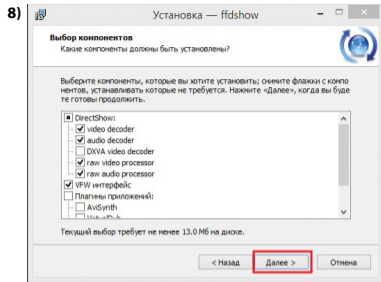 8)
Установка — ffdshow
Выбор компонентов
Какие компоненты должны быть установлены?
Выберите компоненты, которые вы хотите установить; снимите флажки с компо
нентов, устанавливать которые не требуется. Нажмите «Далее», когда вы буде
те готовы продолжить.
DirectShow:
video decoder
audio decoder
DXVA video decoder
raw video processor
raw audio processor
VFW интерфейс
Плагины приложений:
AviSynth
VirtualDub
Текущий выбор требует не менее 13.0 Мб на диске.
< Назад
Далее >
Отмена